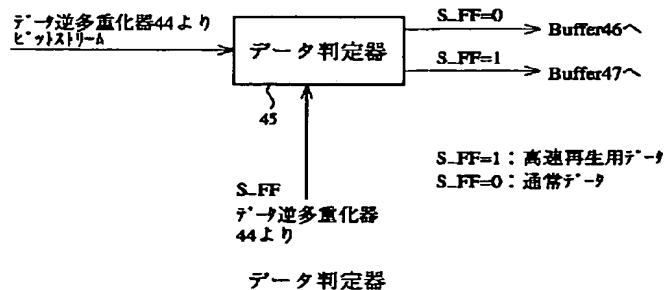 データ逆多重化器44より
ビットストリーム
データ判定器
45
S_FF=0
Buffer46へ
S_FF=1
Buffer47へ
S_FF
データ逆多重化器
44より
S_FF=1：高速再生用データ
S_FF=0：通常データ
データ判定器